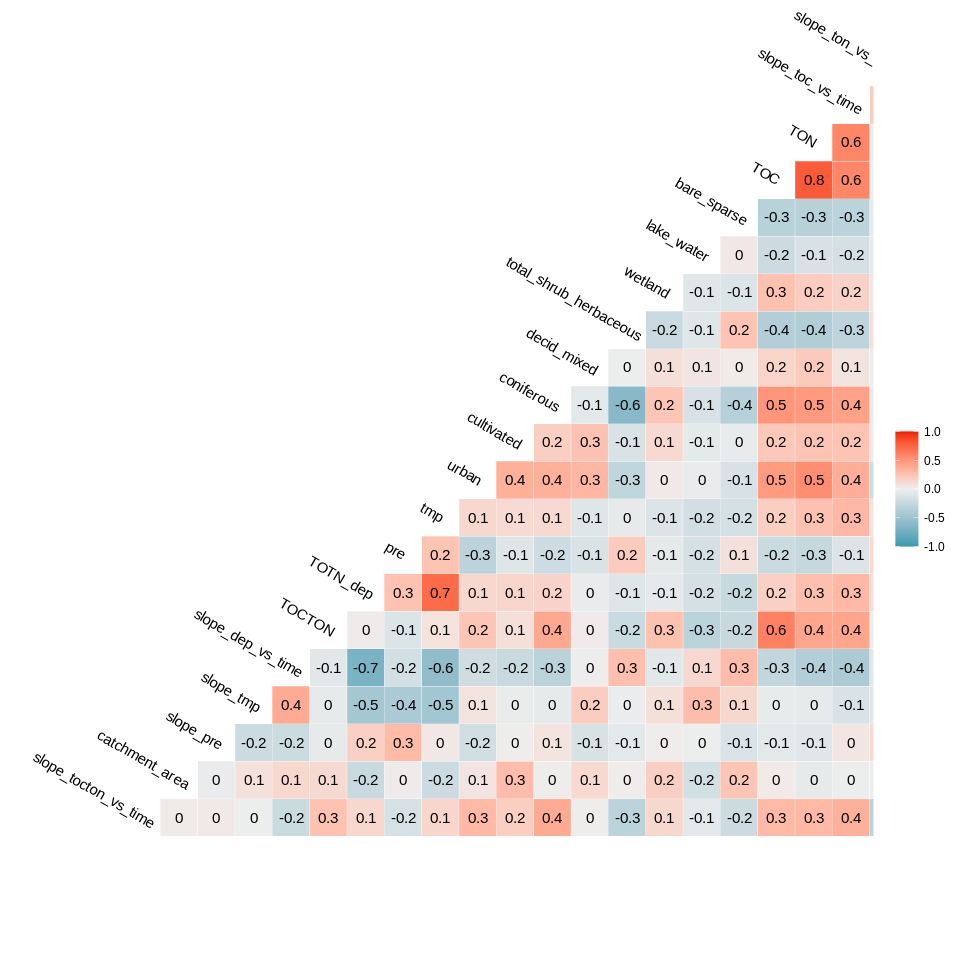 slope_ton_vs_
slope_toc_vs_time
TON 0.6
TOC 0.8 0.6
bare_sparse -0.3 -0.3 -0.3
lake_water 0 -0.2 -0.1 -0.2
wetland -0.1 -0.1 0.3 0.2 0.2
total_shrub_herbaceous -0.2 -0.1 0.2 -0.4 -0.4 -0.3
decid_mixed 0 0.1 0.1 0 0.2 0.2 0.1
coniferous -0.1 -0.6 0.2 -0.1 -0.4 0.5 0.5 0.4
cultivated 0.2 0.3 -0.1 0.1 -0.1 0 0.2 0.2 0.2
urban 0.4 0.4 0.3 -0.3 0 0 -0.1 0.5 0.5 0.4
tmp 0.1 0.1 0.1 -0.1 0 -0.1 -0.2 -0.2 0.2 0.3 0.3
pre 0.2 -0.3 -0.1 -0.2 -0.1 0.2 -0.1 -0.2 0.1 -0.2 -0.3 -0.1
TOTN_dep 0.3 0.7 0.1 0.1 0.2 0 -0.1 -0.1 -0.2 -0.2 0.2 0.3 0.3
TOCTON 0 -0.1 0.1 0.2 0.1 0.4 0 -0.2 0.3 -0.3 -0.2 0.6 0.4 0.4
slope_dep_vs_time -0.1 -0.7 -0.2 -0.6 -0.2 -0.2 -0.3 0 0.3 -0.1 0.1 0.3 -0.3 -0.4 -0.4
slope_tmp 0.4 0 -0.5 -0.4 -0.5 0.1 0 0 0.2 0 0.1 0.3 0.1 0 0 -0.1
slope_pre -0.2 -0.2 0 0.2 0.3 0 -0.2 0 0.1 -0.1 -0.1 0 0 -0.1 -0.1 -0.1 0
catchment_area 0 0.1 0.1 0.1 -0.2 0 -0.2 0.1 0.3 0 0.1 0 0.2 -0.2 0.2 0 0 0
slope_tocton_vs_time 0 0 0 -0.2 0.3 0.1 -0.2 0.1 0.3 0.2 0.4 0 -0.3 0.1 -0.1 -0.2 0.3 0.3 0.4
1.0
0.5
0.0
-0.5
-1.0